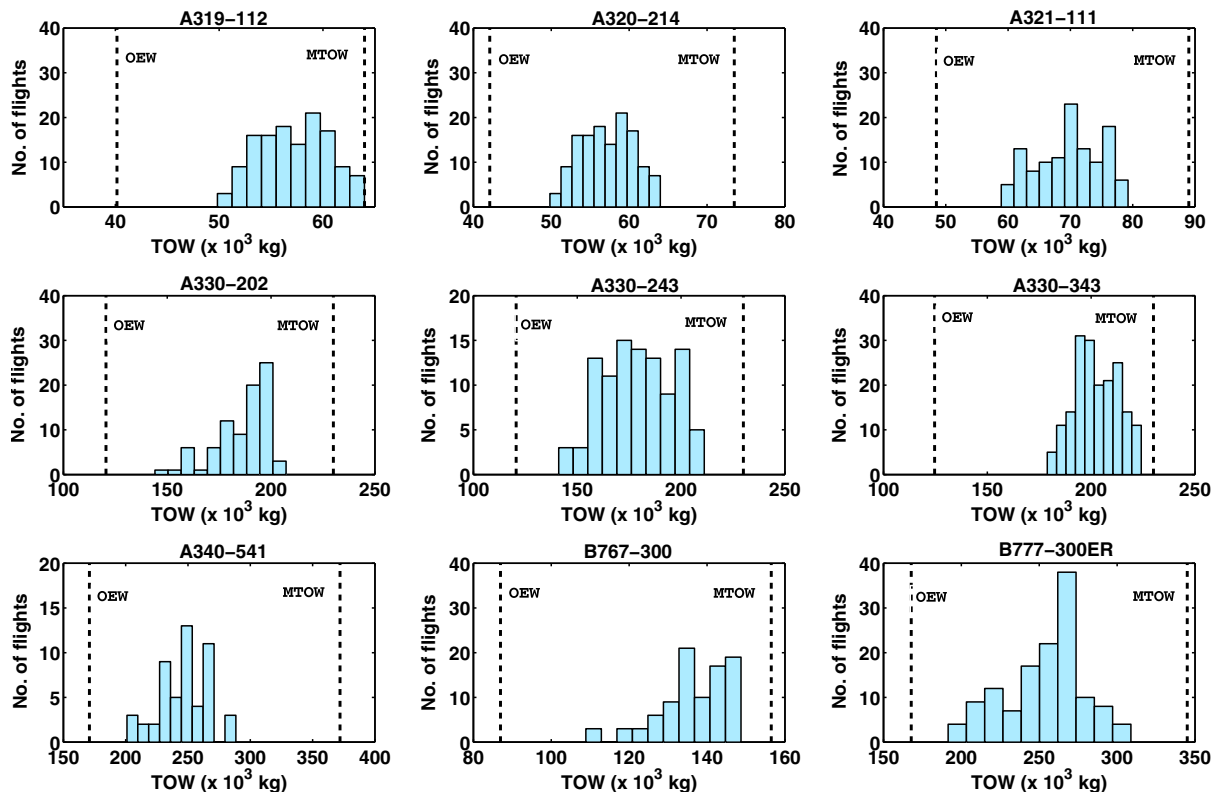 A319−112
40
30
20
10
0
No. of flights
OEW
MTOW
40
50
60
TOW (x 10³ kg)
A320−214
40
30
20
10
0
No. of flights
OEW
MTOW
40
50
60
70
80
TOW (x 10³ kg)
A321−111
40
30
20
10
0
No. of flights
OEW
MTOW
40
50
60
70
80
90
TOW (x 10³ kg)
A330−202
40
30
20
10
0
No. of flights
OEW
MTOW
100
150
200
250
TOW (x 10³ kg)
A330−243
20
15
10
5
0
No. of flights
OEW
MTOW
100
150
200
250
TOW (x 10³ kg)
A330−343
40
30
20
10
0
No. of flights
OEW
MTOW
100
150
200
250
TOW (x 10³ kg)
A340−541
20
15
10
5
0
No. of flights
OEW
MTOW
150
200
250
300
350
400
TOW (x 10³ kg)
B767−300
40
30
20
10
0
No. of flights
OEW
MTOW
80
100
120
140
160
TOW (x 10³ kg)
B777−300ER
40
30
20
10
0
No. of flights
OEW
MTOW
200
250
300
350
TOW (x 10³ kg)